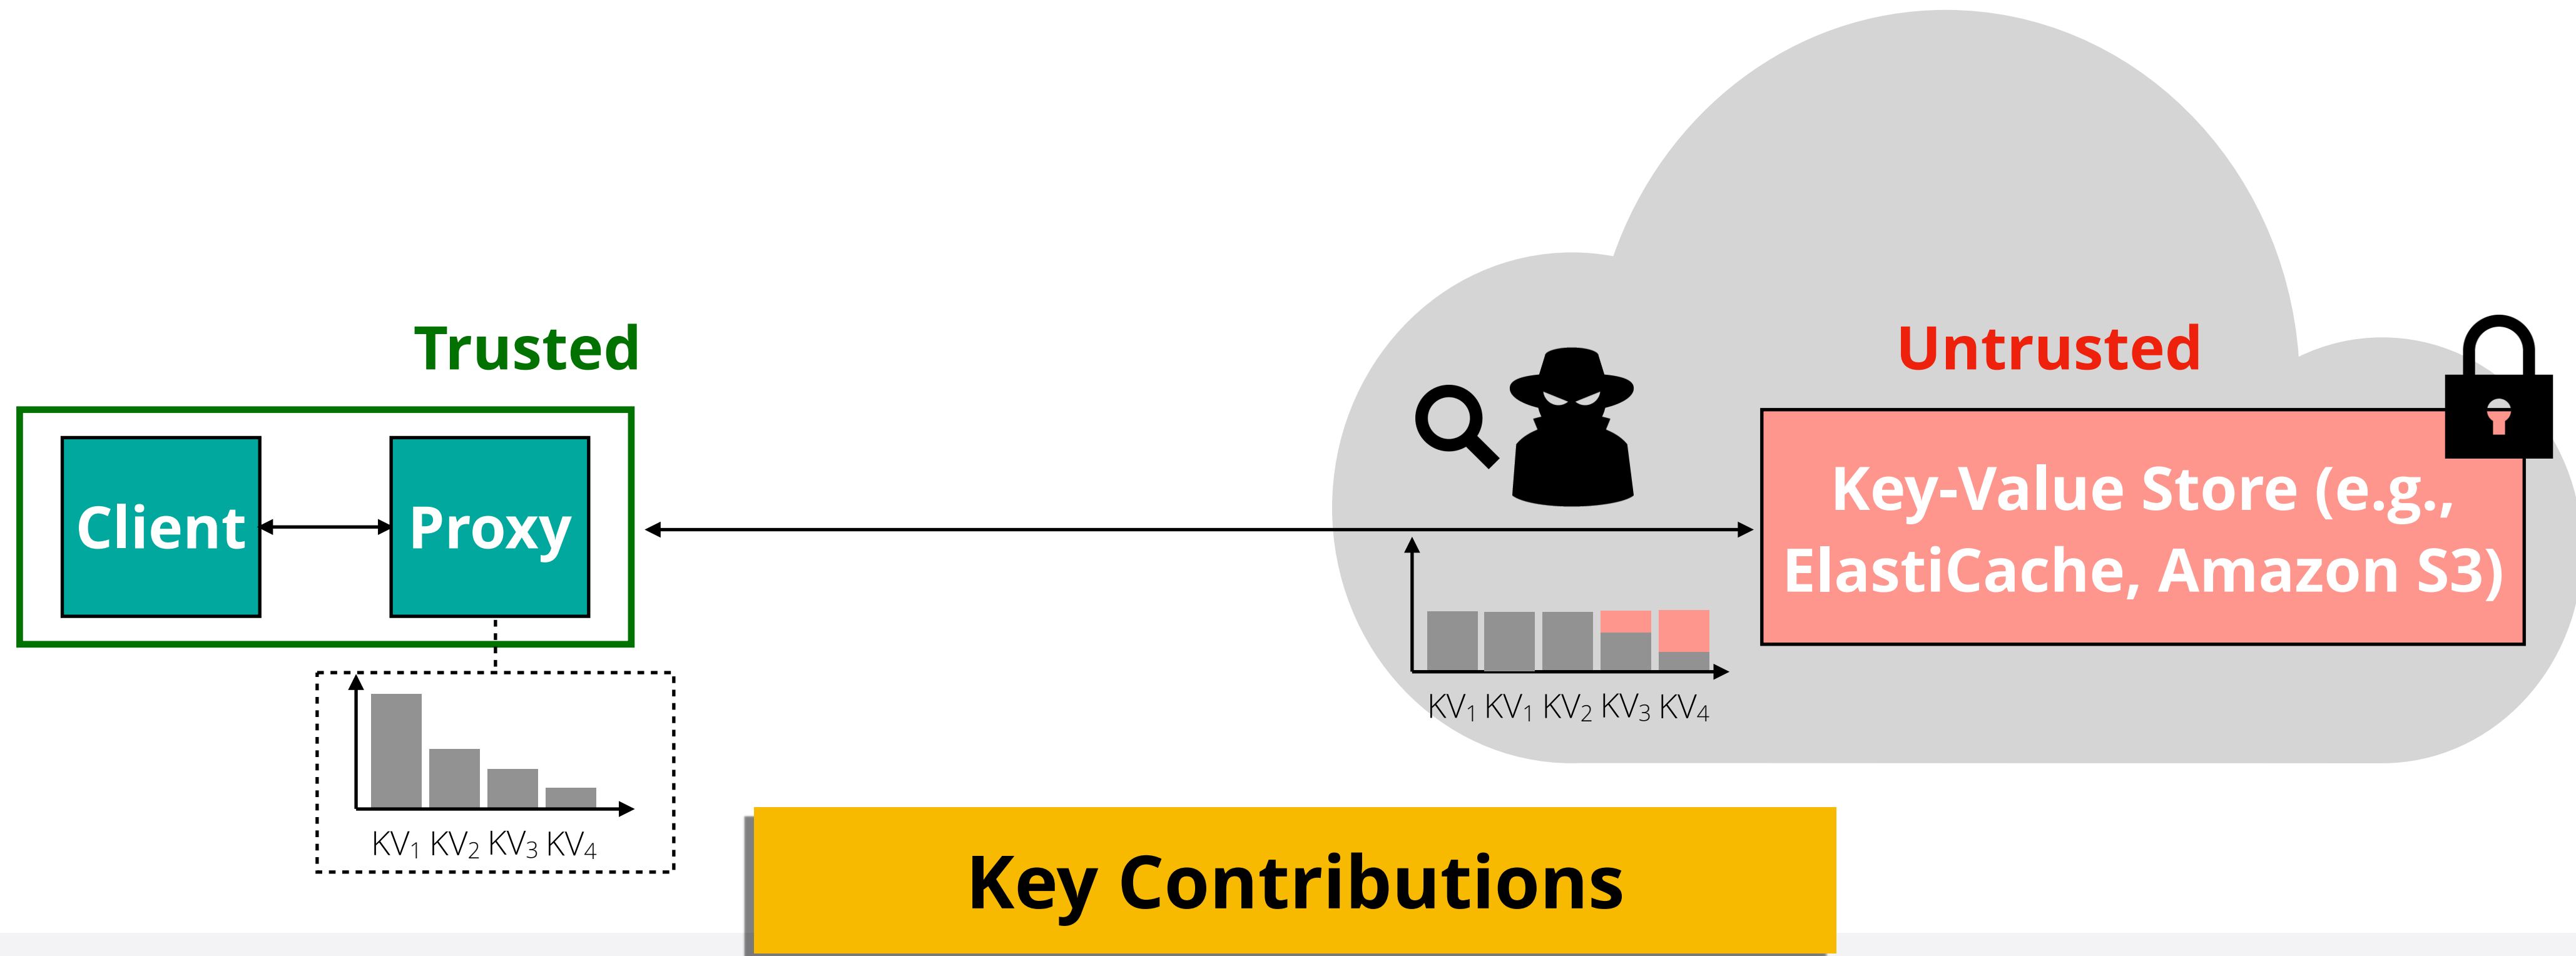 Trusted
Untrusted
Client
Proxy
Key-Value Store (e.g.,
ElastiCache, Amazon S3)
KV1 KV1 KV2 KV3 KV4
KV1 KV2 KV3 KV4
Key Contributions